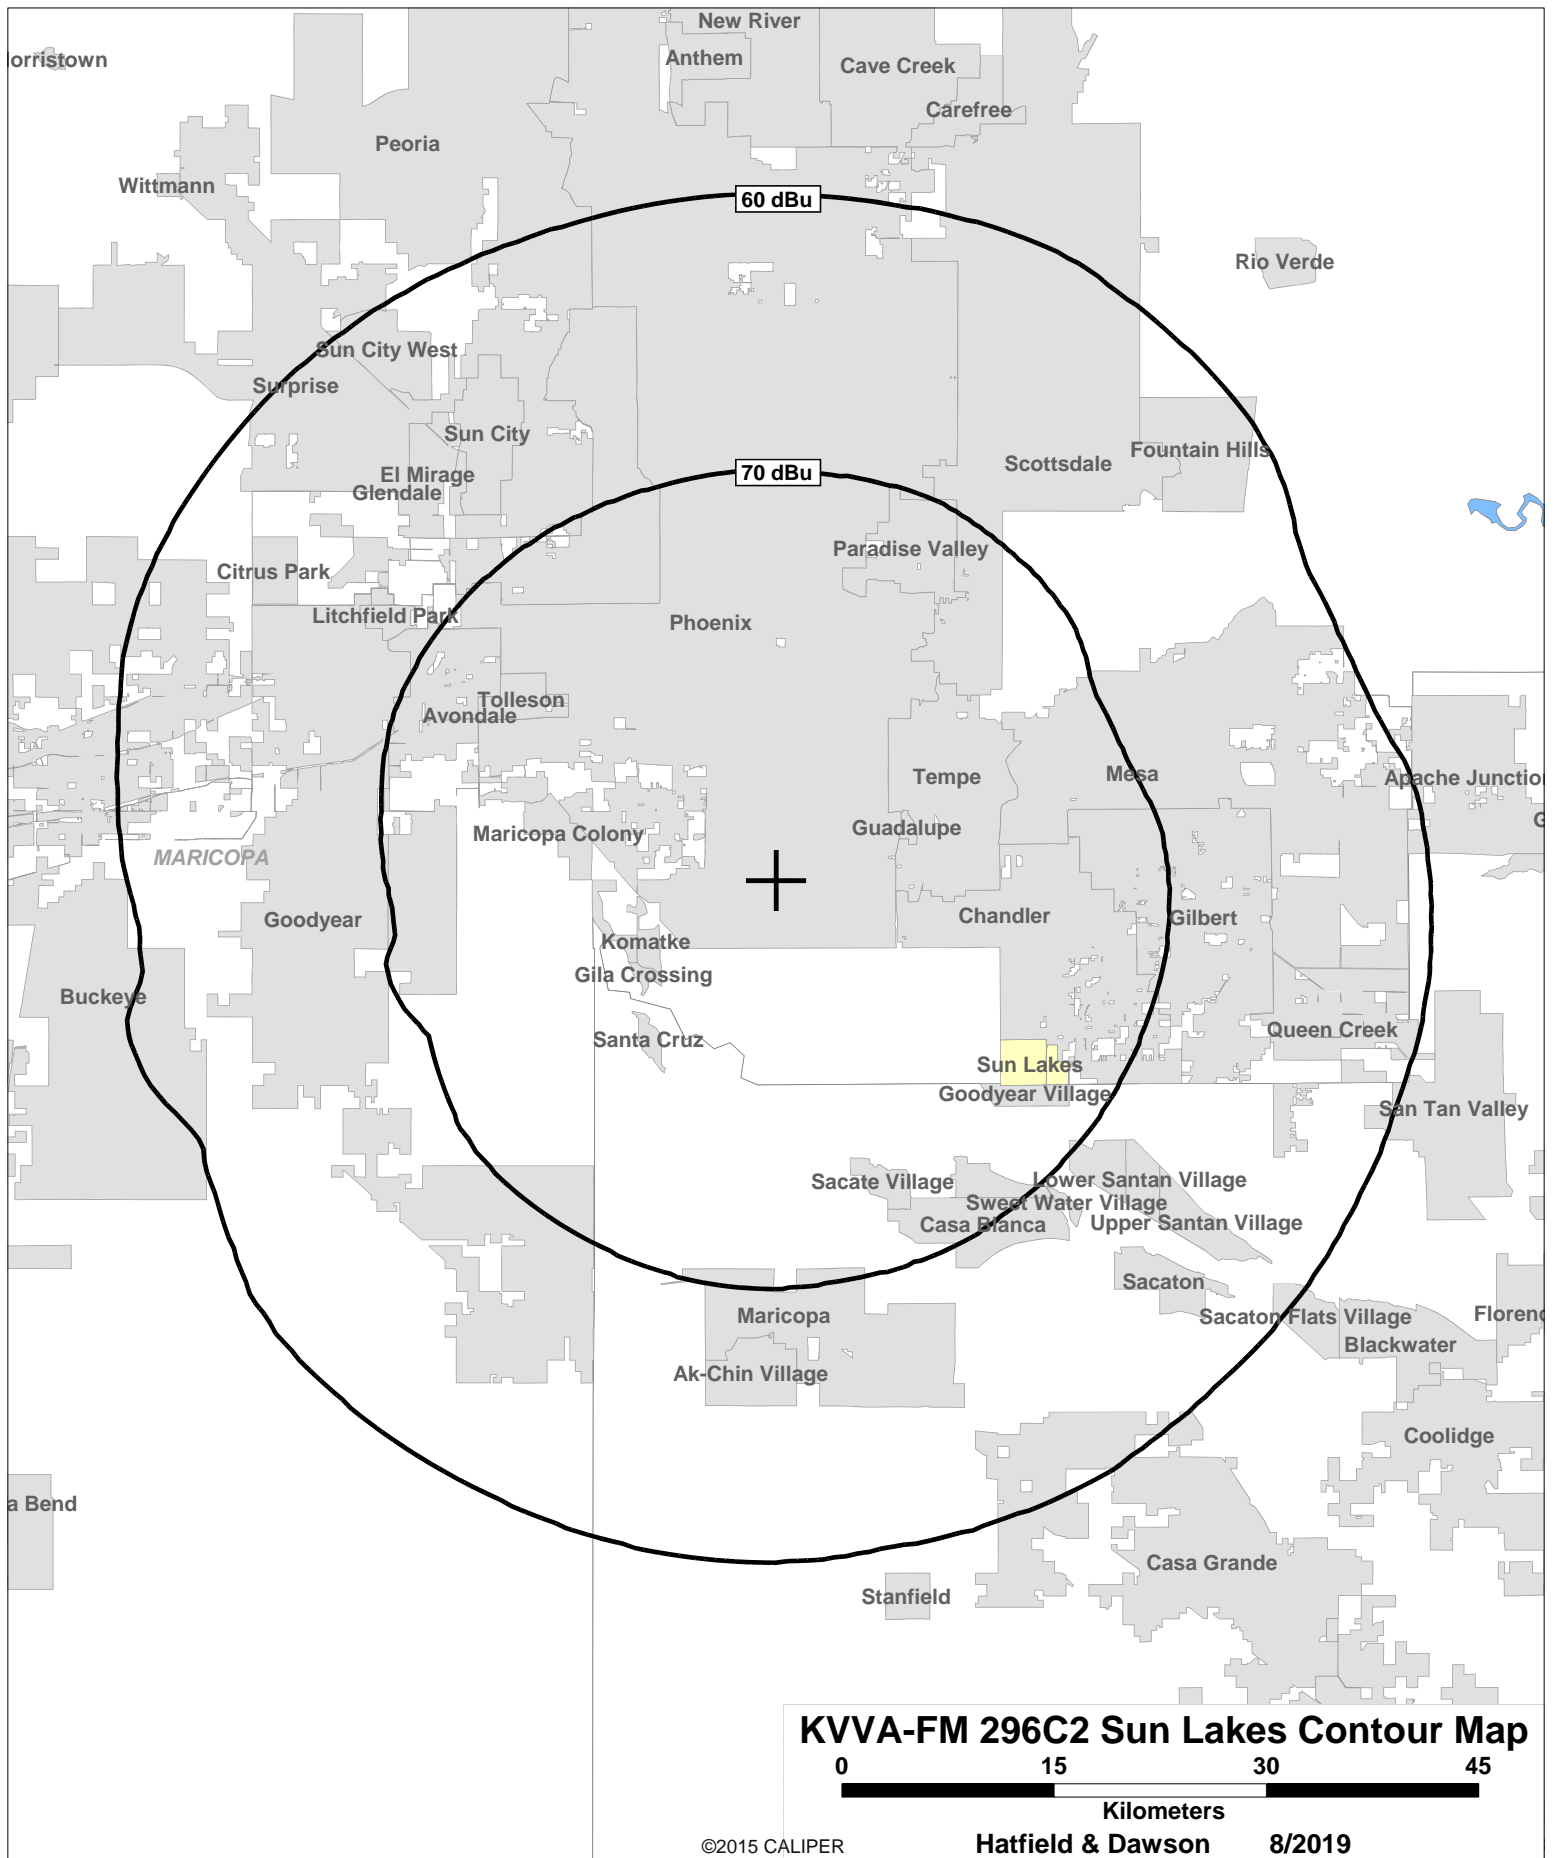 New River
orristown
Anthem
Cave Creek
Carefree
Peoria
Wittmann
60 dBu
Rio Verde
Sun City West
Surprise
Sun City
Fountain Hills
Scottsdale
El Mirage
70 dBu
Glendale
Paradise Valley
Citrus Park
Litchfield Park
Phoenix
Tolleson
Avondale
Tempe
Mesa
Apache Junction
Guadalupe
G
Maricopa Colony
MARICOPA
Goodyear
Chandler
Gilbert
Komatke
Gila Crossing
Buckeye
Queen Creek
Santa Cruz
Sun Lakes
Goodyear Village
San Tan Valley
Sacate Village
Lower Santan Village
Sweet Water Village
Casa Blanca
Upper Santan Village
Sacaton
Maricopa
Sacaton Flats Village
Florenc
Blackwater
Ak-Chin Village
Coolidge
a Bend
Casa Grande
Stanfield
KVVA-FM 296C2 Sun Lakes Contour Map
0 15 30 45
Kilometers
©2015 CALIPER
Hatfield & Dawson 8/2019